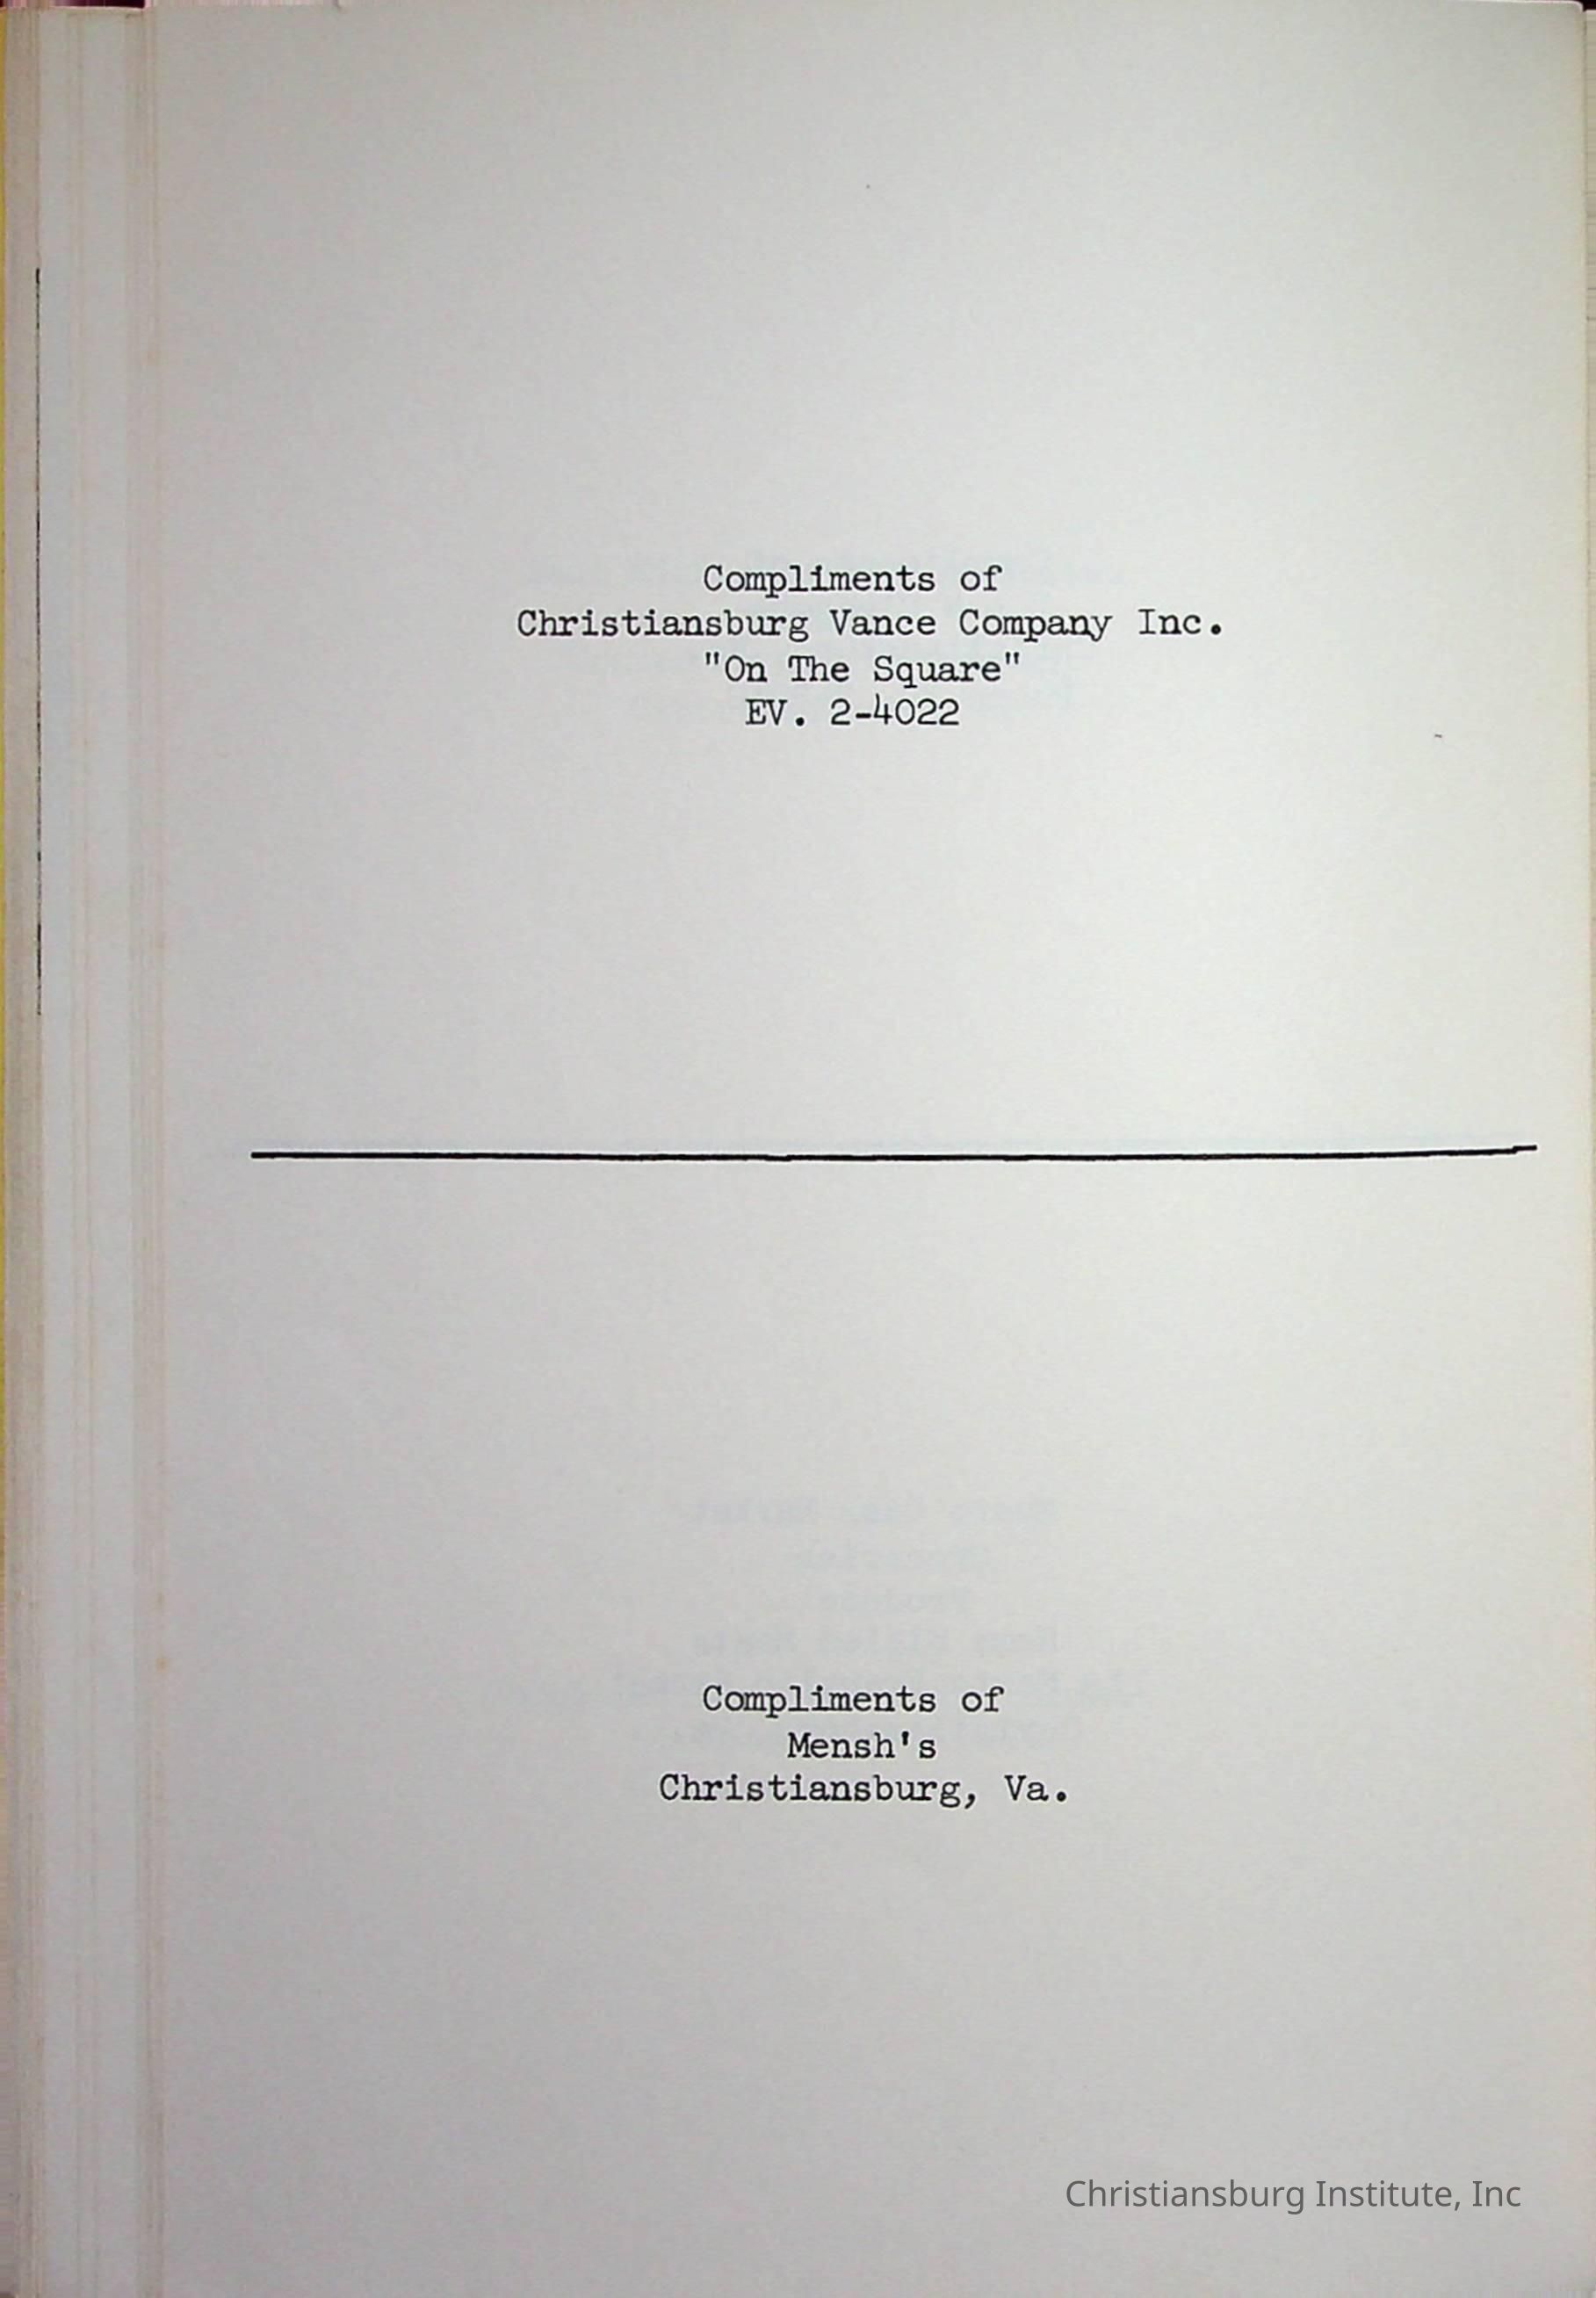 Compliments of
Christiansburg Vance Company Inc.
"On The Square"
EV. 2-4022
Compliments of
Mensh's
Christiansburg, Va.
Christiansburg Institute, Inc